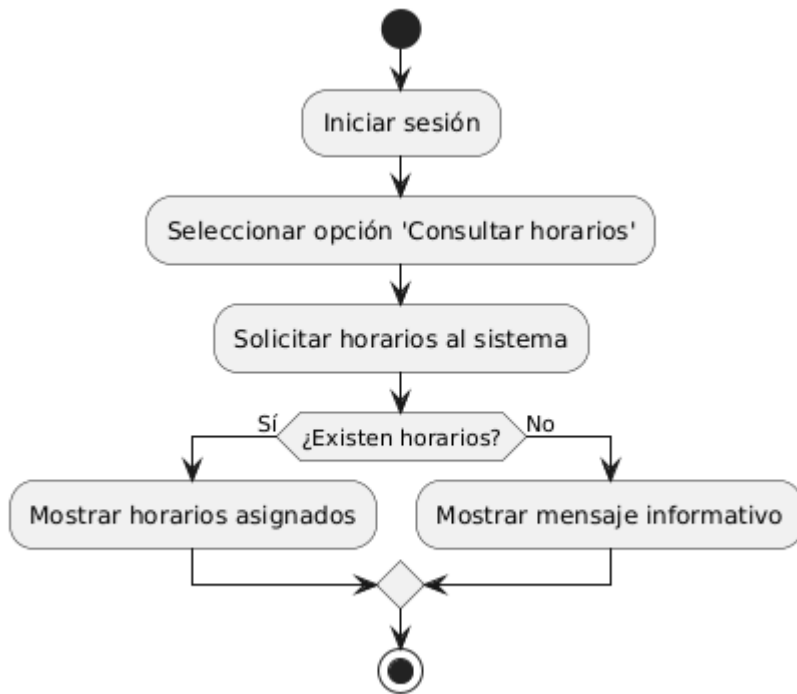 Iniciar sesión
Seleccionar opción 'Consultar horarios'
Solicitar horarios al sistema
¿Existen horarios?
Sí
No
Mostrar horarios asignados
Mostrar mensaje informativo